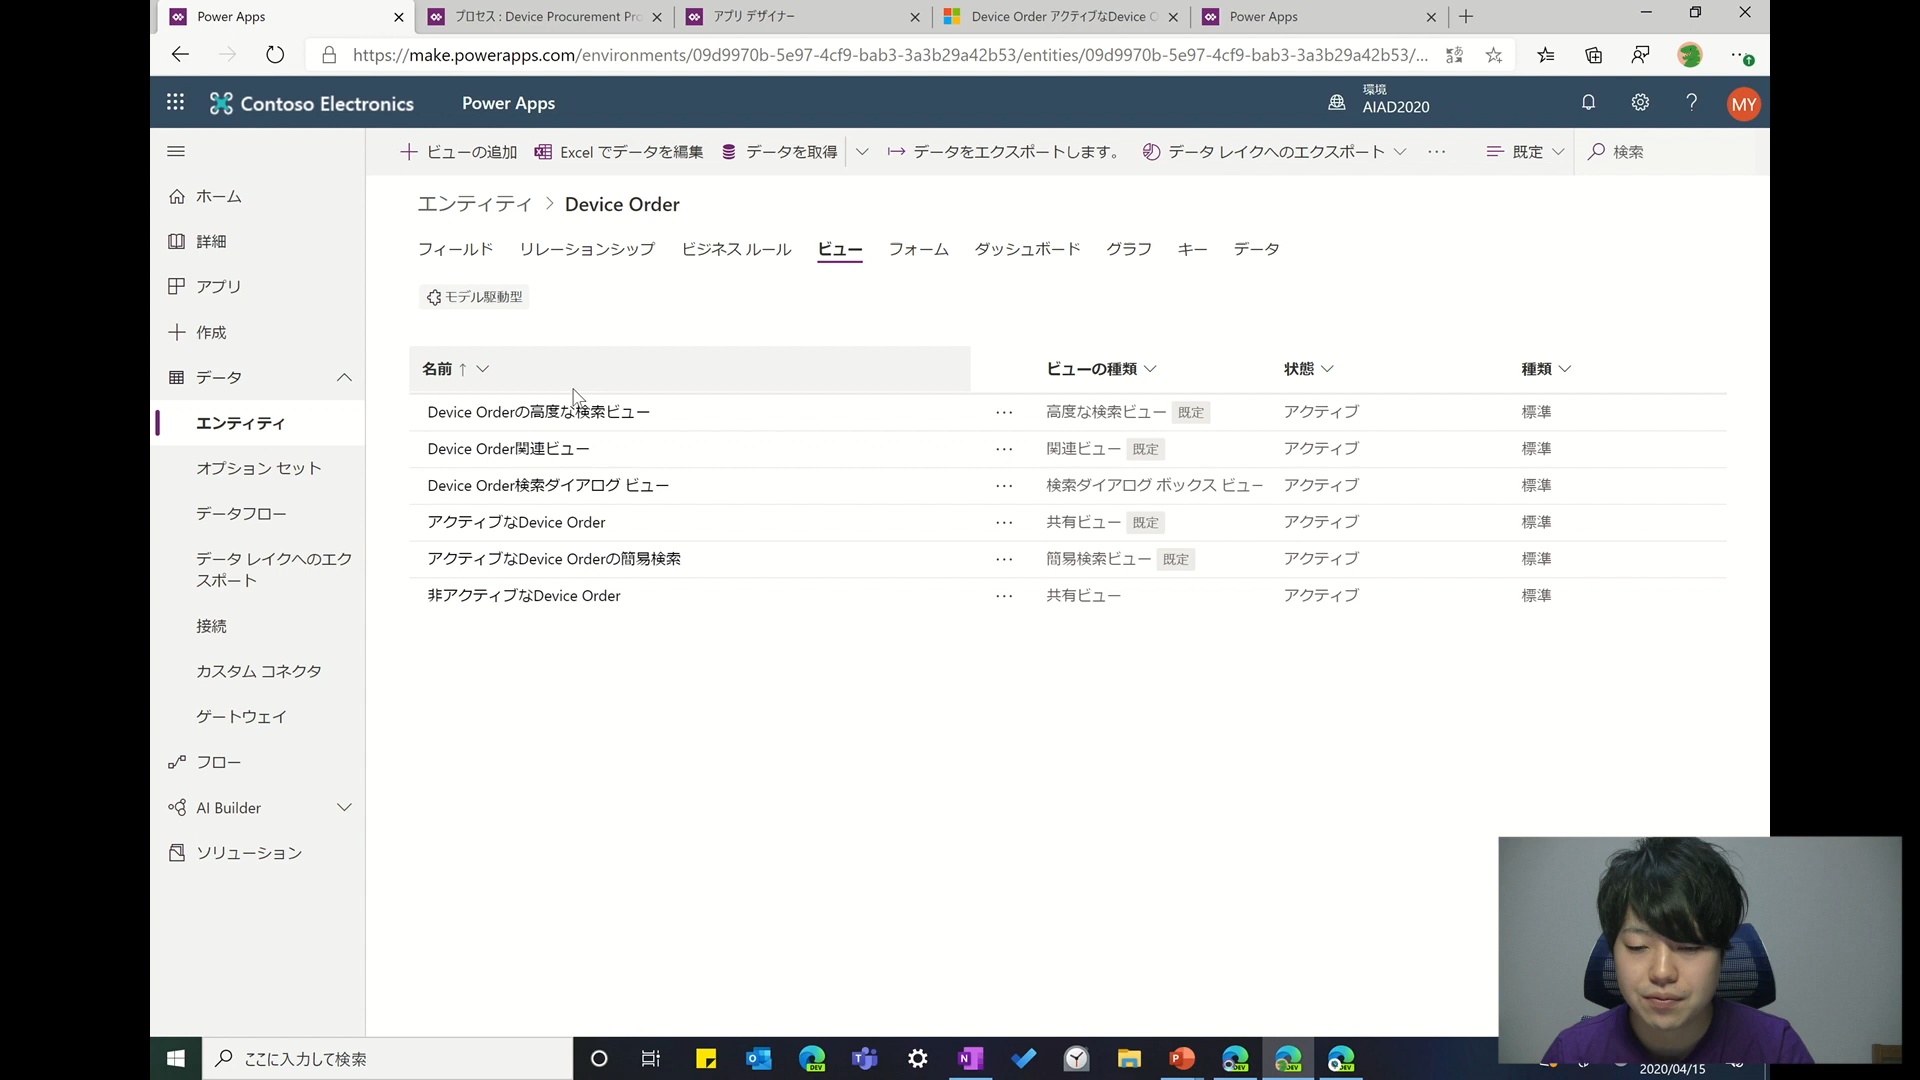 Power Apps
プロセス : Device Procurement Pro
アプリ デザイナー
Device Order アクティブなDevice O
Power Apps
https://make.powerapps.com/environments/09d9970b-5e97-4cf9-bab3-3a3b29a42b53/entities/09d9970b-5e97-4cf9-bab3-3a3b29a42b53/...
Contoso Electronics
Power Apps
環境
AIAD2020
MY
ビューの追加
Excel でデータを編集
データを取得
データをエクスポートします。
データ レイクへのエクスポート
既定
検索
ホーム
詳細
アプリ
作成
データ
エンティティ
オプション セット
データフロー
データ レイクへのエク
スポート
接続
カスタム コネクタ
ゲートウェイ
フロー
AI Builder
ソリューション
エンティティ > Device Order
フィールド
リレーションシップ
ビジネス ルール
ビュー
フォーム
ダッシュボード
グラフ
キー
データ
モデル駆動型
名前 ↑ ビューの種類 状態 種類
Device Orderの高度な検索ビュー ··· 高度な検索ビュー 既定 アクティブ 標準
Device Order関連ビュー ··· 関連ビュー 既定 アクティブ 標準
Device Order検索ダイアログ ビュー ··· 検索ダイアログ ボックス ビュー アクティブ 標準
アクティブなDevice Order ··· 共有ビュー 既定 アクティブ 標準
アクティブなDevice Orderの簡易検索 ··· 簡易検索ビュー 既定 アクティブ 標準
非アクティブなDevice Order ··· 共有ビュー アクティブ 標準
ここに入力して検索
2020/04/15